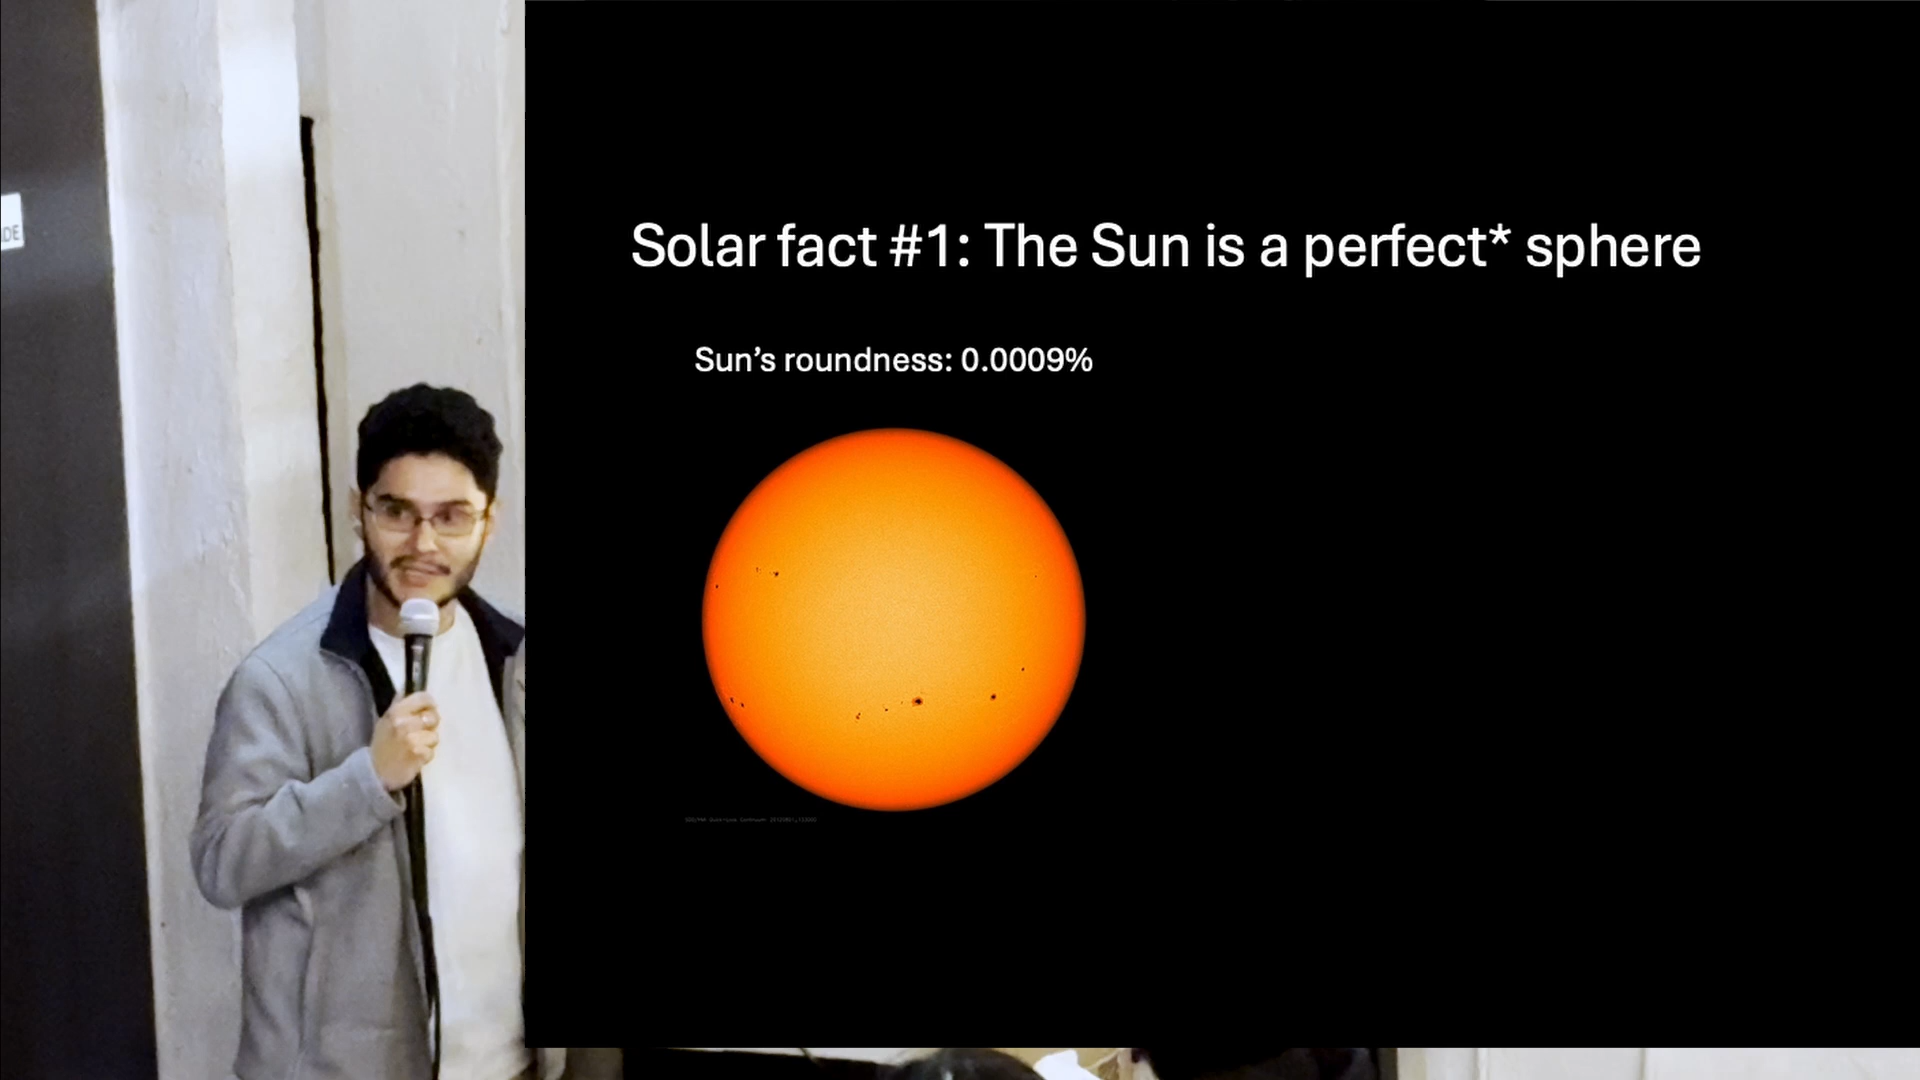 Solar fact #1: The Sun is a perfect* sphere
Sun’s roundness: 0.0009%